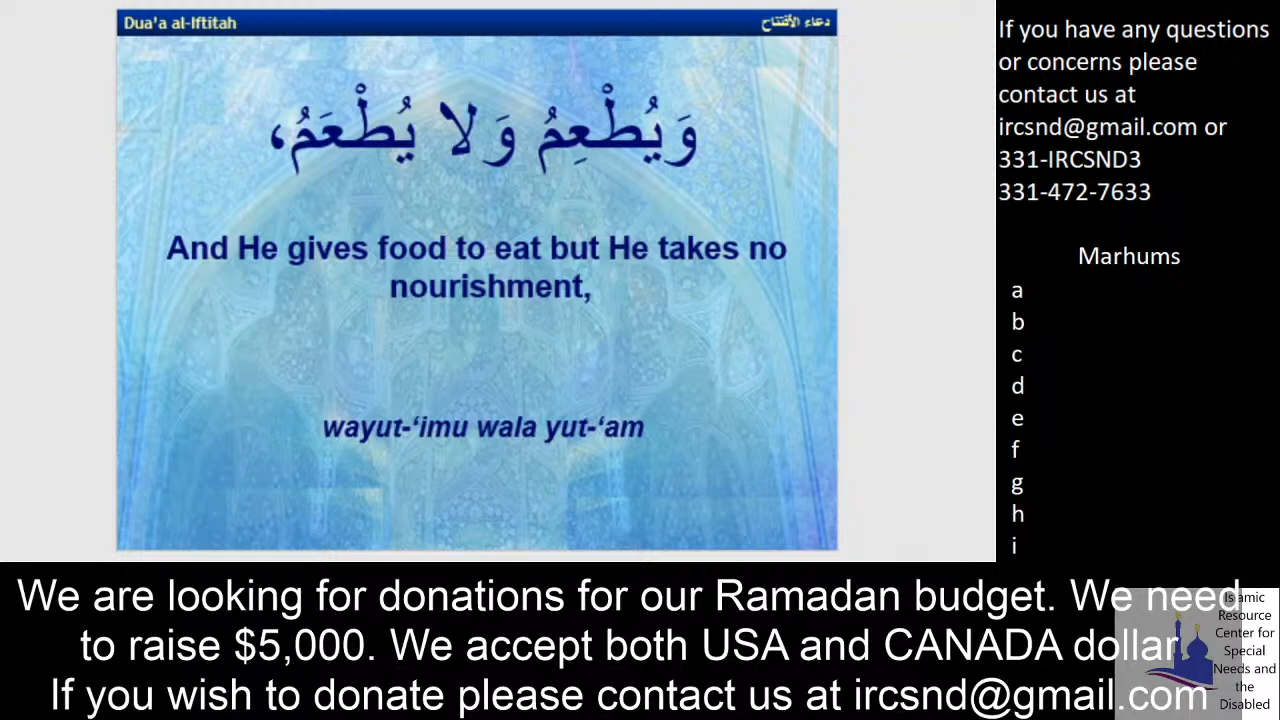 Dua'a al-Iftitah
دعاء الأفتتاح
وَيُطْعِمُ وَلا يُطْعَمُ،
And He gives food to eat but He takes no
nourishment,
wayut-‘imu wala yut-‘am
If you have any questions
or concerns please
contact us at
ircsnd@gmail.com or
331-IRCSND3
331-472-7633
Marhums
a
b
c
d
e
f
g
h
i
We are looking for donations for our Ramadan budget. We need
to raise $5,000. We accept both USA and CANADA dollar
If you wish to donate please contact us at ircsnd@gmail.com
Islamic
Resource
Center for
Special
Needs and
the
Disabled